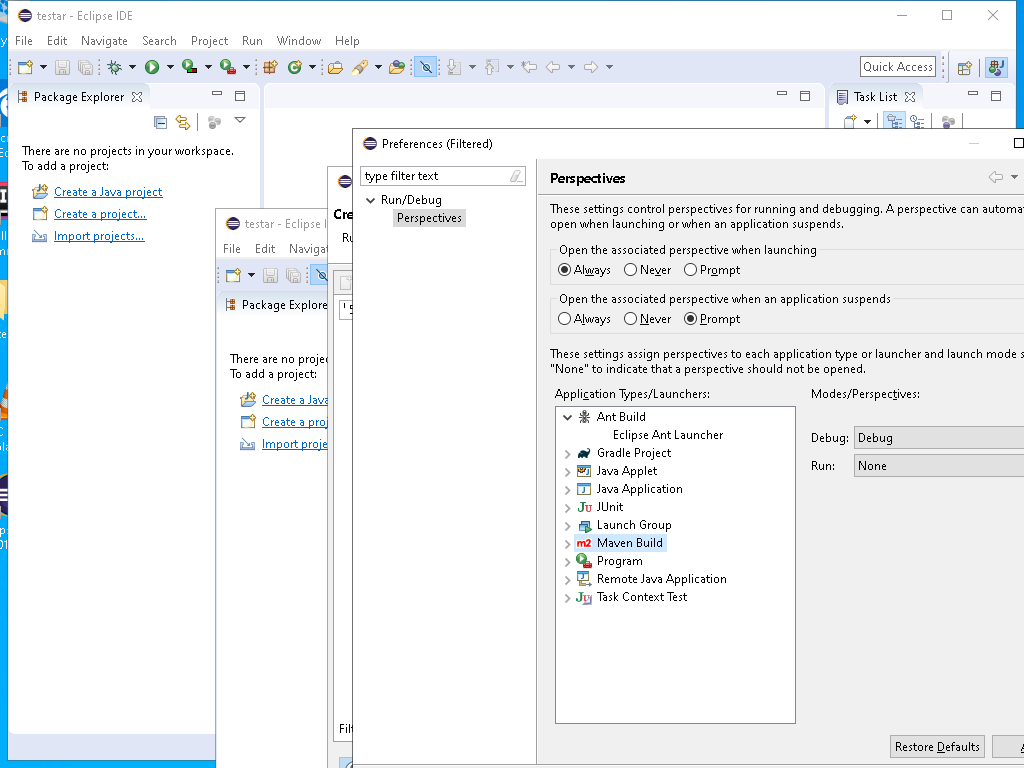 testar - Eclipse IDE
File Edit Navigate Search Project Run Window Help
Quick Access
Package Explorer
Task List
There are no projects in your workspace.
To add a project:
Create a Java project
Create a project...
Import projects...
testar - Eclipse I
File Edit Navigat
Package Explore
There are no projec
To add a project:
Create a Java
Create a proj
Import proje
Cre
Filt
Preferences (Filtered)
type filter text
Run/Debug
Perspectives
Perspectives
These settings control perspectives for running and debugging. A perspective can automa
open when launching or when an application suspends.
Open the associated perspective when launching
Always Never Prompt
Open the associated perspective when an application suspends
Always Never Prompt
These settings assign perspectives to each application type or launcher and launch mode s
"None" to indicate that a perspective should not be opened.
Application Types/Launchers:
Modes/Perspectives:
Ant Build
Eclipse Ant Launcher
Gradle Project
Java Applet
Java Application
JUnit
Launch Group
Maven Build
Program
Remote Java Application
Task Context Test
Debug: Debug
Run: None
Restore Defaults